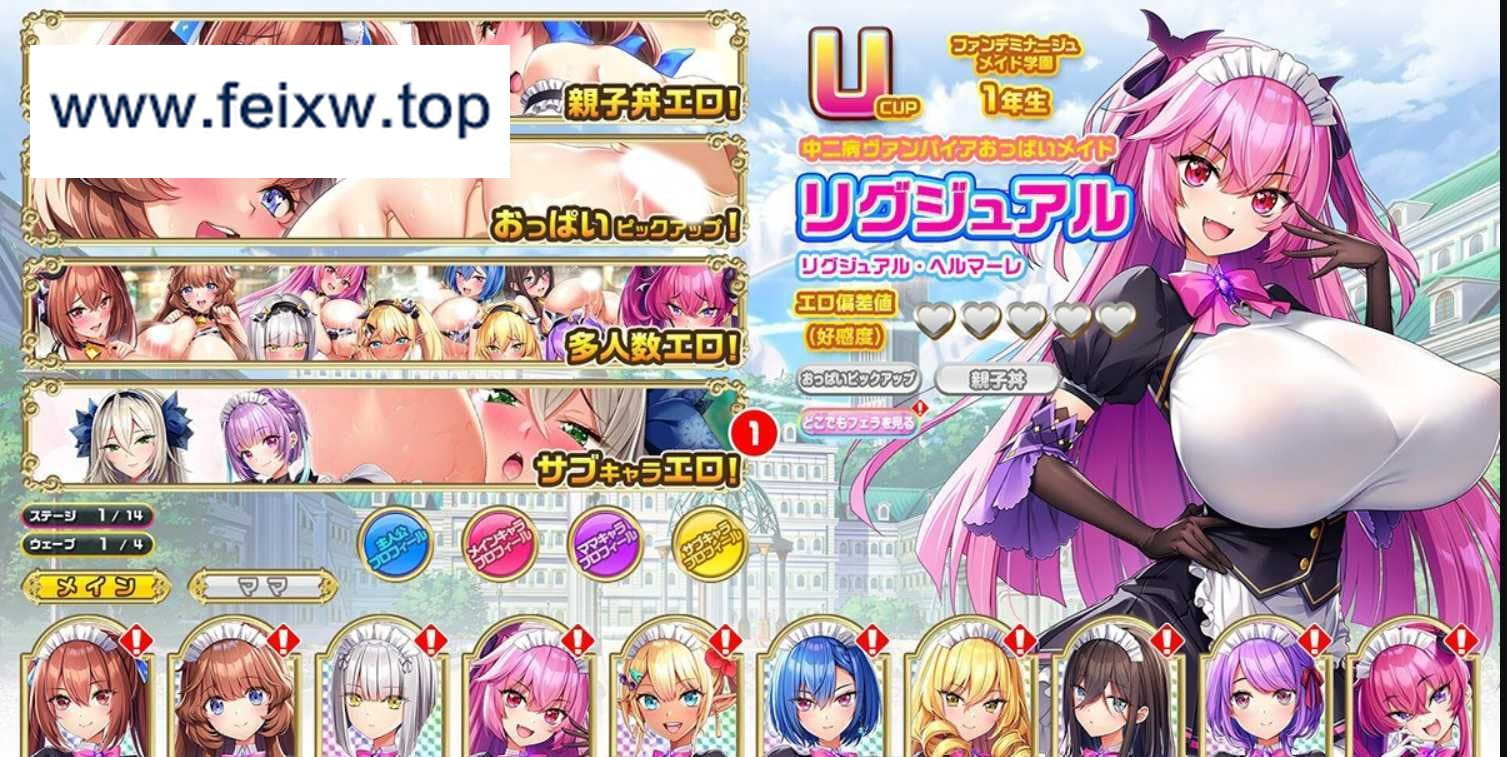 www.feixw.top
親子丼エロ!
おっぱいピックアップ!
多人数エロ!
サブキャラエロ!
1
ステージ 1 / 14
ウェーブ 1 / 4
主人公
プロフィール
メインキャラ
プロフィール
ママキャラ
プロフィール
サブキャラ
プロフィール
メイン
ママ
U CUP
ファンデミナージュ
メイド学園
1年生
中二病ヴァンパイアおっぱいメイド
リグジュアル
リグジュアル・ヘルマーレ
エロ偏差値
(好感度)
おっぱいピックアップ
親子丼
どこでもフェラを見る
!
!
!
!
!
!
!
!
!
!
!